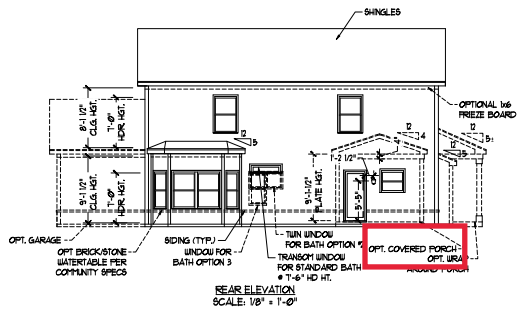 SHINGLES
OPTIONAL 1x6
FRIEZE BOARD
12
4
12
5
12
5
8'-1 1/2"
CLG. HGT.
7'-0"
HDR. HGT.
9'-1 1/2"
CLG. HGT.
7'-0"
HDR. HGT.
1'-2 1/2"
9'-1 1/2"
PLATE HGT.
OPT. GARAGE
OPT BRICK/STONE
WATERTABLE PER
COMMUNITY SPECS
SIDING (TYP.)
WINDOW FOR
BATH OPTION 3
TWIN WINDOW
FOR BATH OPTION
TRANSOM WINDOW
FOR STANDARD BATH
@ 7'-6" HD HT.
OPT. COVERED PORCH
OPT. WRAP
AROUND PORCH
REAR ELEVATION
SCALE: 1/8" = 1'-0"